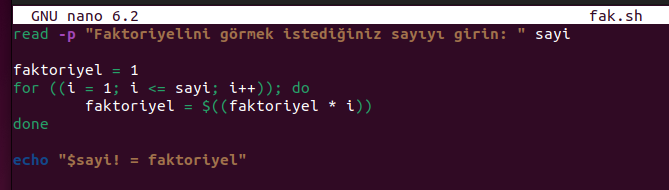 GNU nano 6.2 fak.sh
read -p "Faktoriyelini görmek istediğiniz sayıyı girin: " sayi
faktoriyel = 1
for ((i = 1; i <= sayi; i++)); do
faktoriyel = $((faktoriyel * i))
done
echo "$sayi! = faktoriyel"